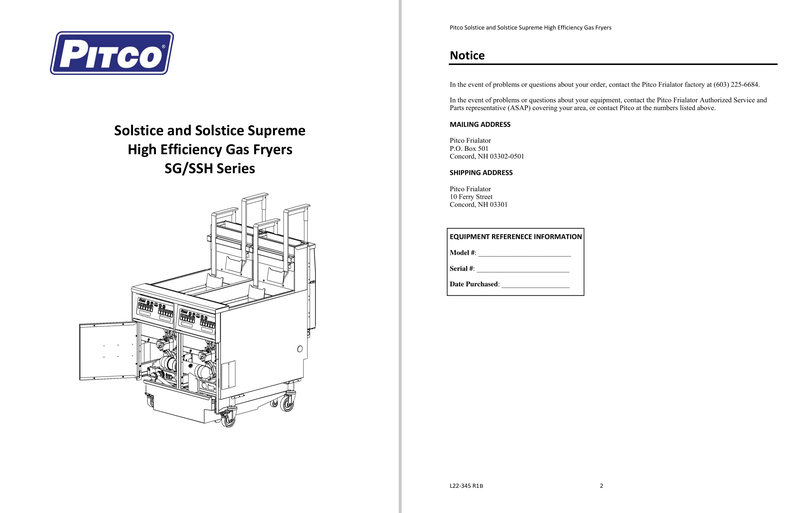 PITCO®
Solstice and Solstice Supreme
High Efficiency Gas Fryers
SG/SSH Series
Pitco Solstice and Solstice Supreme High Efficiency Gas Fryers
Notice
In the event of problems or questions about your order, contact the Pitco Frialator factory at (603) 225-6684.
In the event of problems or questions about your equipment, contact the Pitco Frialator Authorized Service and
Parts representative (ASAP) covering your area, or contact Pitco at the numbers listed above.
MAILING ADDRESS
Pitco Frialator
P.O. Box 501
Concord, NH 03302-0501
SHIPPING ADDRESS
Pitco Frialator
10 Ferry Street
Concord, NH 03301
EQUIPMENT REFERENECE INFORMATION
Model #: ___________________________
Serial #: ___________________________
Date Purchased: ____________________
L22-345 R1B 2